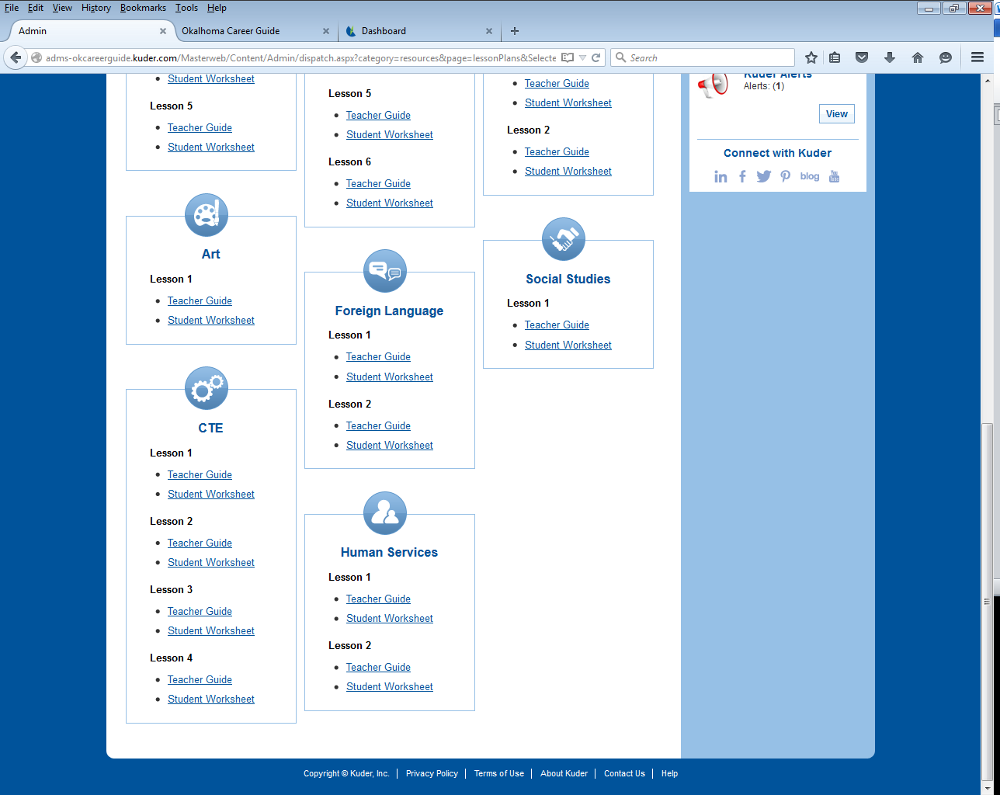 File Edit View History Bookmarks Tools Help
Admin
Okalhoma Career Guide
Dashboard
adms-okcareerguide.kuder.com/Masterweb/Content/Admin/dispatch.aspx?category=resources&page=lessonPlans&Selecte
Search
Student Worksheet
Lesson 5
Teacher Guide
Student Worksheet
Art
Lesson 1
Teacher Guide
Student Worksheet
CTE
Lesson 1
Teacher Guide
Student Worksheet
Lesson 2
Teacher Guide
Student Worksheet
Lesson 3
Teacher Guide
Student Worksheet
Lesson 4
Teacher Guide
Student Worksheet
Lesson 5
Teacher Guide
Student Worksheet
Lesson 6
Teacher Guide
Student Worksheet
Foreign Language
Lesson 1
Teacher Guide
Student Worksheet
Lesson 2
Teacher Guide
Student Worksheet
Human Services
Lesson 1
Teacher Guide
Student Worksheet
Lesson 2
Teacher Guide
Student Worksheet
Teacher Guide
Student Worksheet
Lesson 2
Teacher Guide
Student Worksheet
Social Studies
Lesson 1
Teacher Guide
Student Worksheet
Kuder Alerts
Alerts: (1)
View
Connect with Kuder
in f blog You Tube
Copyright © Kuder, Inc. | Privacy Policy | Terms of Use | About Kuder | Contact Us | Help